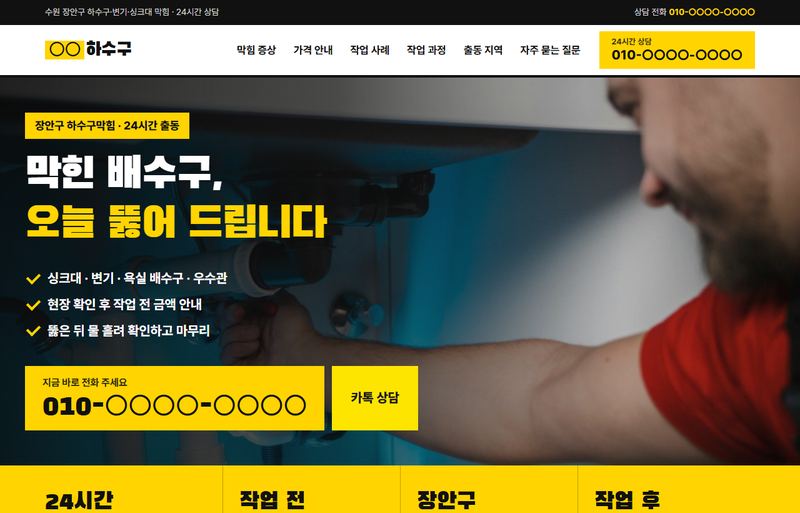 수원 장안구 하수구·변기·싱크대 막힘 · 24시간 상담
상담 전화 010-○○○○-○○○○
○○ 하수구
막힘 증상
가격 안내
작업 사례
작업 과정
출동 지역
자주 묻는 질문
24시간 상담
010-○○○○-○○○○
장안구 하수구막힘 · 24시간 출동
막힌 배수구,
오늘 뚫어 드립니다
싱크대 · 변기 · 욕실 배수구 · 우수관
현장 확인 후 작업 전 금액 안내
뚫은 뒤 물 흘려 확인하고 마무리
지금 바로 전화 주세요
010-○○○○-○○○○
카톡 상담
24시간
작업 전
장안구
작업 후